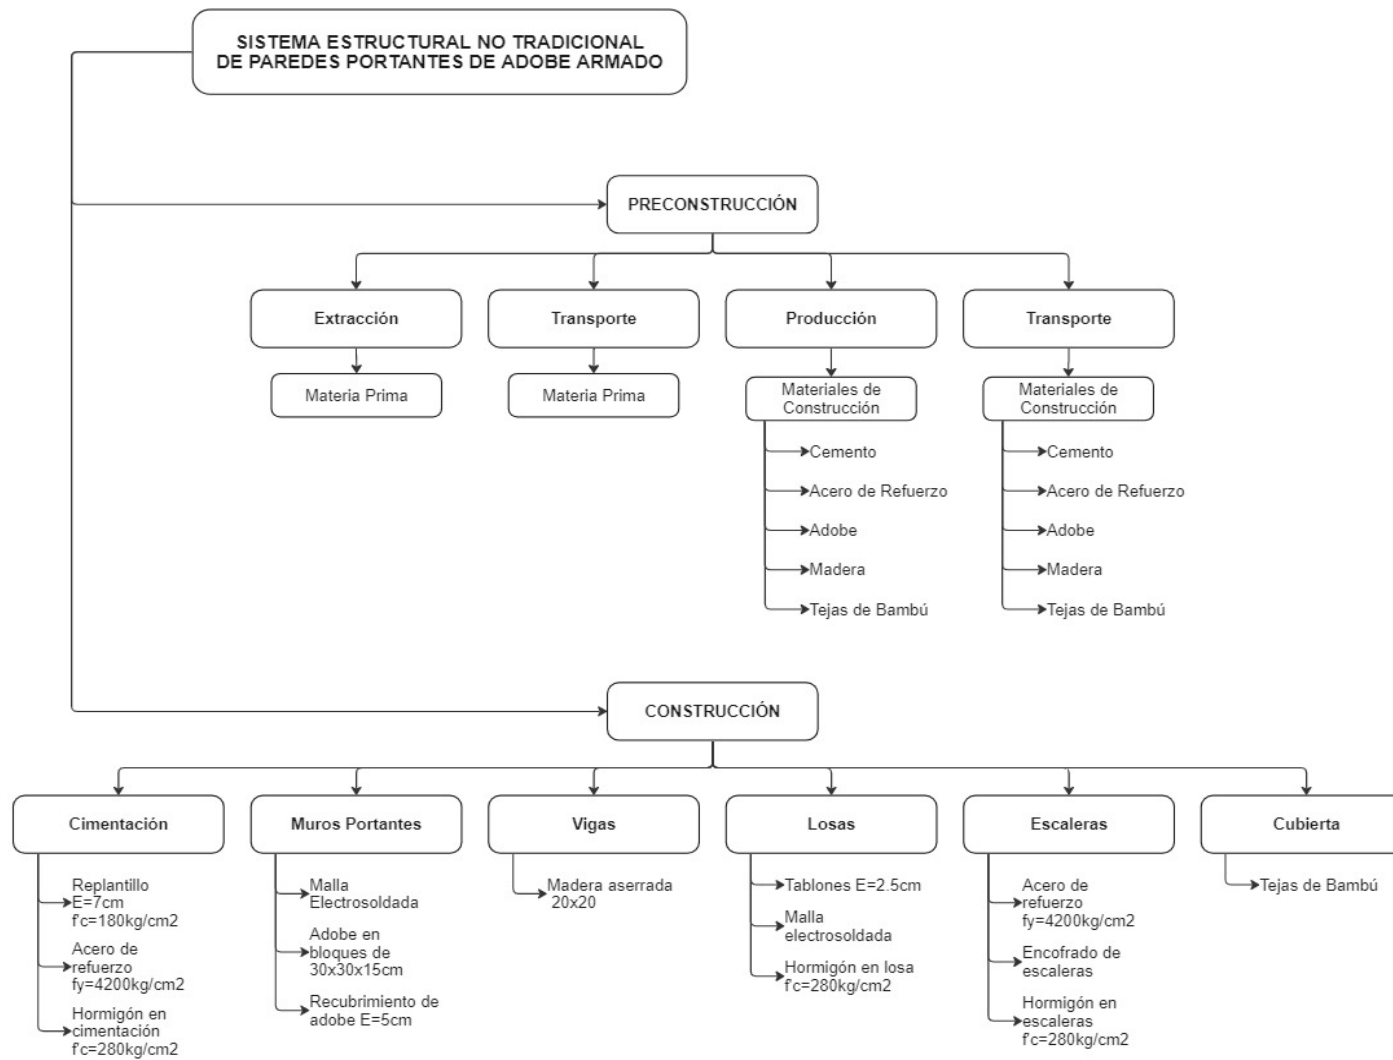 SISTEMA ESTRUCTURAL NO TRADICIONAL
DE PAREDES PORTANTES DE ADOBE ARMADO
PRECONSTRUCCIÓN
Extracción
Materia Prima
Transporte
Materia Prima
Producción
Materiales de
Construcción
Cemento
Acero de Refuerzo
Adobe
Madera
Tejas de Bambú
Transporte
Materiales de
Construcción
Cemento
Acero de Refuerzo
Adobe
Madera
Tejas de Bambú
CONSTRUCCIÓN
Cimentación
Replantillo
E=7cm
f'c=180kg/cm2
Acero de
refuerzo
fy=4200kg/cm2
Hormigón en
cimentación
f'c=280kg/cm2
Muros Portantes
Malla
Electrosoldada
Adobe en
bloques de
30x30x15cm
Recubrimiento de
adobe E=5cm
Vigas
Madera aserrada
20x20
Losas
Tablones E=2.5cm
Malla
electrosoldada
Hormigón en losa
f'c=280kg/cm2
Escaleras
Acero de
refuerzo
fy=4200kg/cm2
Encofrado de
escaleras
Hormigón en
escaleras
f'c=280kg/cm2
Cubierta
Tejas de Bambú